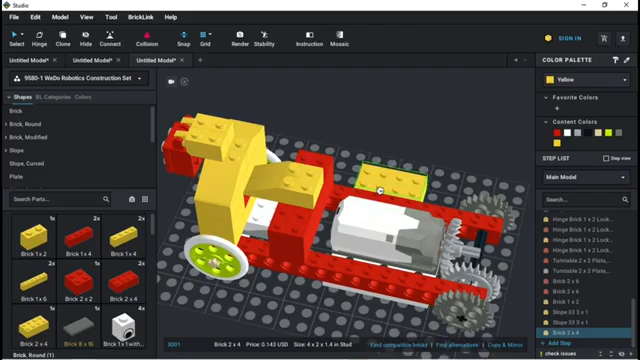 Studio
File Edit Model View Tool BrickLink Help
Select Hinge Clone Hide Connect Collision Snap Grid Render Stability Instruction Mosaic
SIGN IN
Untitled Model* Untitled Model* Untitled Model*
COLOR PALETTE
9580-1 WeDo Robotics Construction Set
Yellow
Shapes BL Categories Colors
Favorite Colors
Brick
Content Colors
Brick, Round
Brick, Modified
Slope
STEP LIST Step view
Slope, Curved
Main Model
Plate
Search Parts..
Search..
1x 2x 4x
Brick 1 x 2 Brick 1 x 4 Brick 1 x 4
Hinge Brick 1 x 2 Lock..
Hinge Brick 1 x 2 Lock..
Hinge Brick 1 x 2 Lock..
Turntable 2 x 2 Plate,..
Turntable 2 x 2 Plate,..
Brick 2 x 6
Brick 2 x 6
Brick 1 x 2
Slope 33 3 x 1
Slope 33 3 x 1
Brick 2 x 4
Brick 1 x 6 Brick 2 x 2 Brick 2 x 4
Brick 2 x 4 Brick 8 x 16 Brick 1 x 1 with..
Add Step
3001 Brick 2 x 4 Price: 0.143 USD Size: 4 x 2 x 1.4 in Stud
Find compatible bricks Find alternatives Copy & Mirror
check issues
Brick, Round (1)